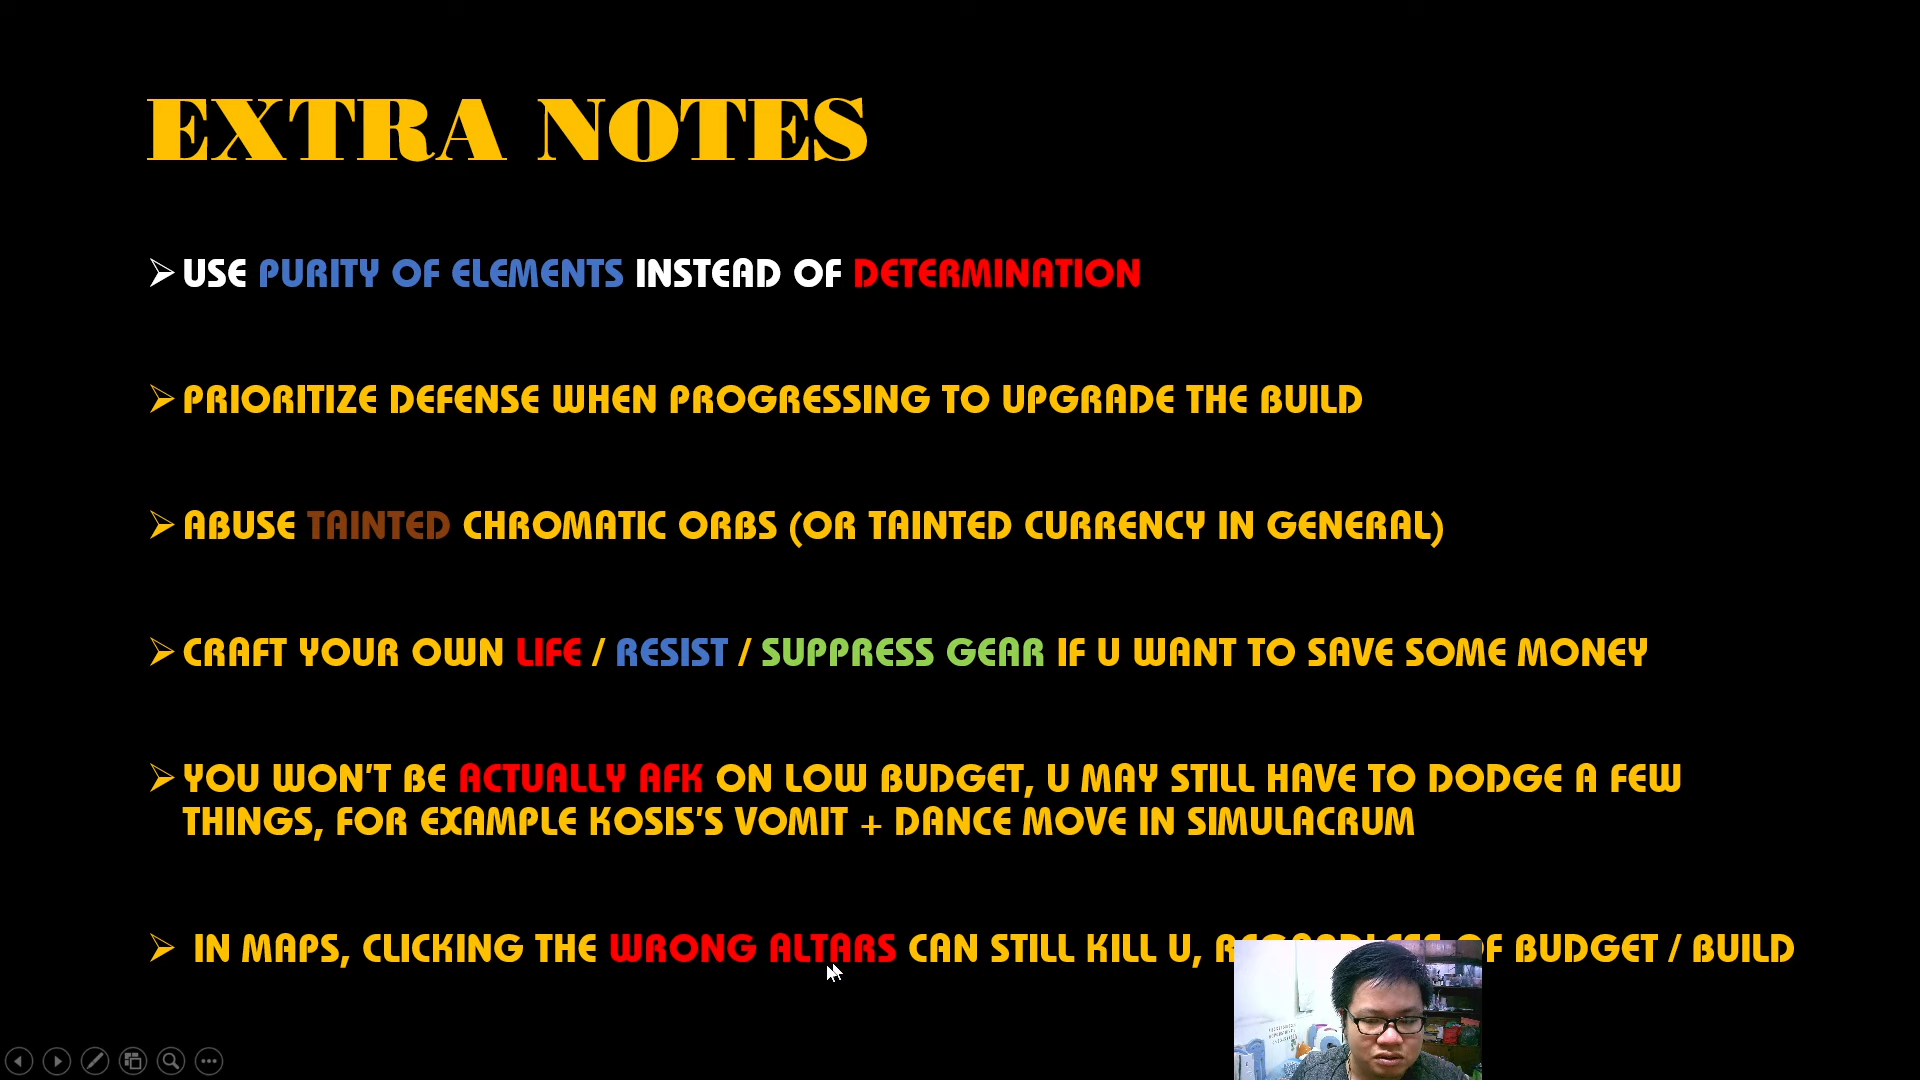 EXTRA NOTES
USE PURITY OF ELEMENTS INSTEAD OF DETERMINATION
PRIORITIZE DEFENSE WHEN PROGRESSING TO UPGRADE THE BUILD
ABUSE TAINTED CHROMATIC ORBS (OR TAINTED CURRENCY IN GENERAL)
CRAFT YOUR OWN LIFE / RESIST / SUPPRESS GEAR IF U WANT TO SAVE SOME MONEY
YOU WON'T BE ACTUALLY AFK ON LOW BUDGET, U MAY STILL HAVE TO DODGE A FEW
THINGS, FOR EXAMPLE KOSIS'S VOMIT + DANCE MOVE IN SIMULACRUM
IN MAPS, CLICKING THE WRONG ALTARS CAN STILL KILL U, REGARDLESS OF BUDGET / BUILD